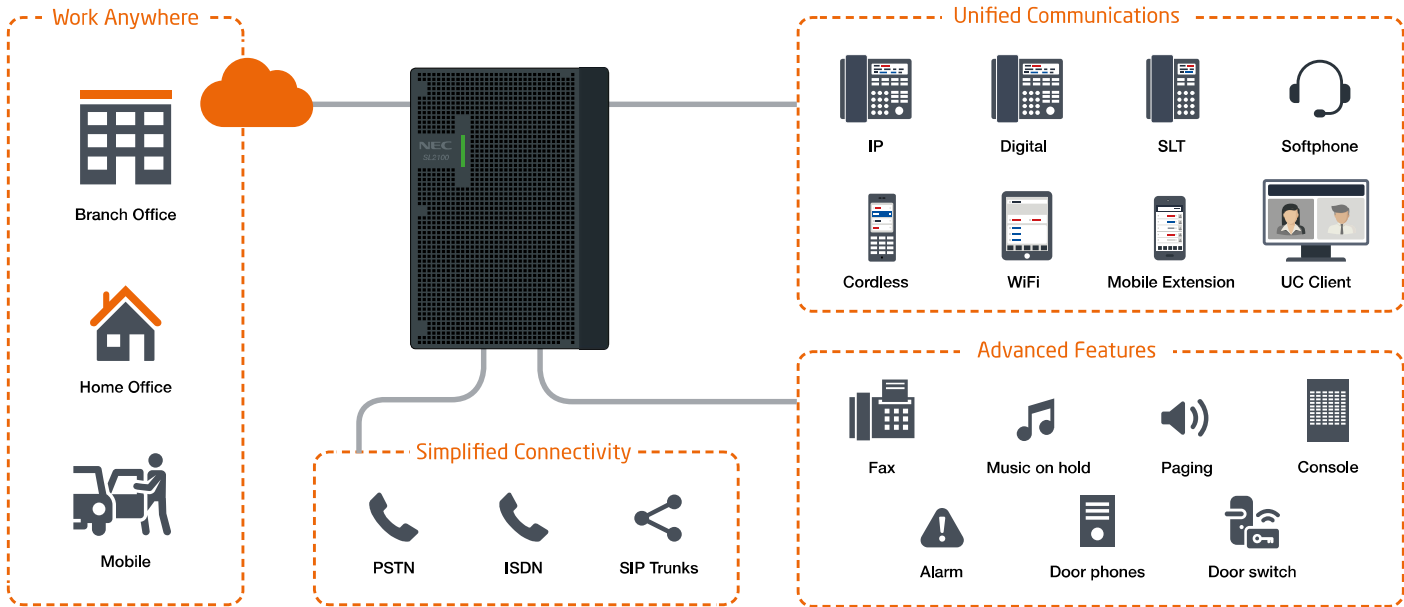 Work Anywhere
Branch Office
Home Office
Mobile
NEC
SL2100
Simplified Connectivity
PSTN
ISDN
SIP Trunks
Unified Communications
IP
Digital
SLT
Softphone
Cordless
WiFi
Mobile Extension
UC Client
Advanced Features
Fax
Music on hold
Paging
Console
Alarm
Door phones
Door switch